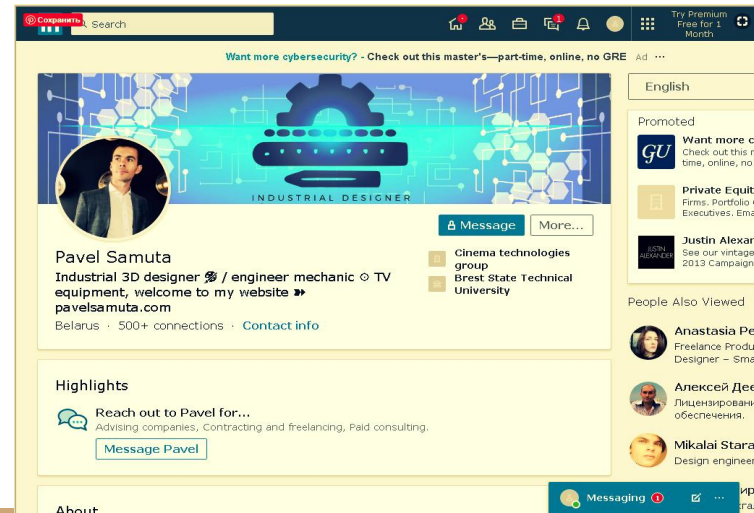 Сохранить
Search
Try Premium
Free for 1
Month
Want more cybersecurity? - Check out this master's—part-time, online, no GRE Ad ...
English
INDUSTRIAL DESIGNER
Message More...
Pavel Samuta
Industrial 3D designer / engineer mechanic TV
equipment, welcome to my website
pavelsamuta.com
Belarus · 500+ connections · Contact info
Cinema technologies
group
Brest State Technical
University
Highlights
Reach out to Pavel for...
Advising companies, Contracting and freelancing, Paid consulting.
Message Pavel
About
Promoted
GU
Want more c
Check out this
time, online, no
Private Equit
Firms. Portfolio
Executives. Ema
JUSTIN
ALEXANDER
Justin Alexar
See our vintage
2013 Campaign
People Also Viewed
Anastasia Pe
Freelance Produ
Designer – Sma
Алексей Дее
Лицензировани
обеспечения.
Mikalai Stara
Design engineer
Messaging 1